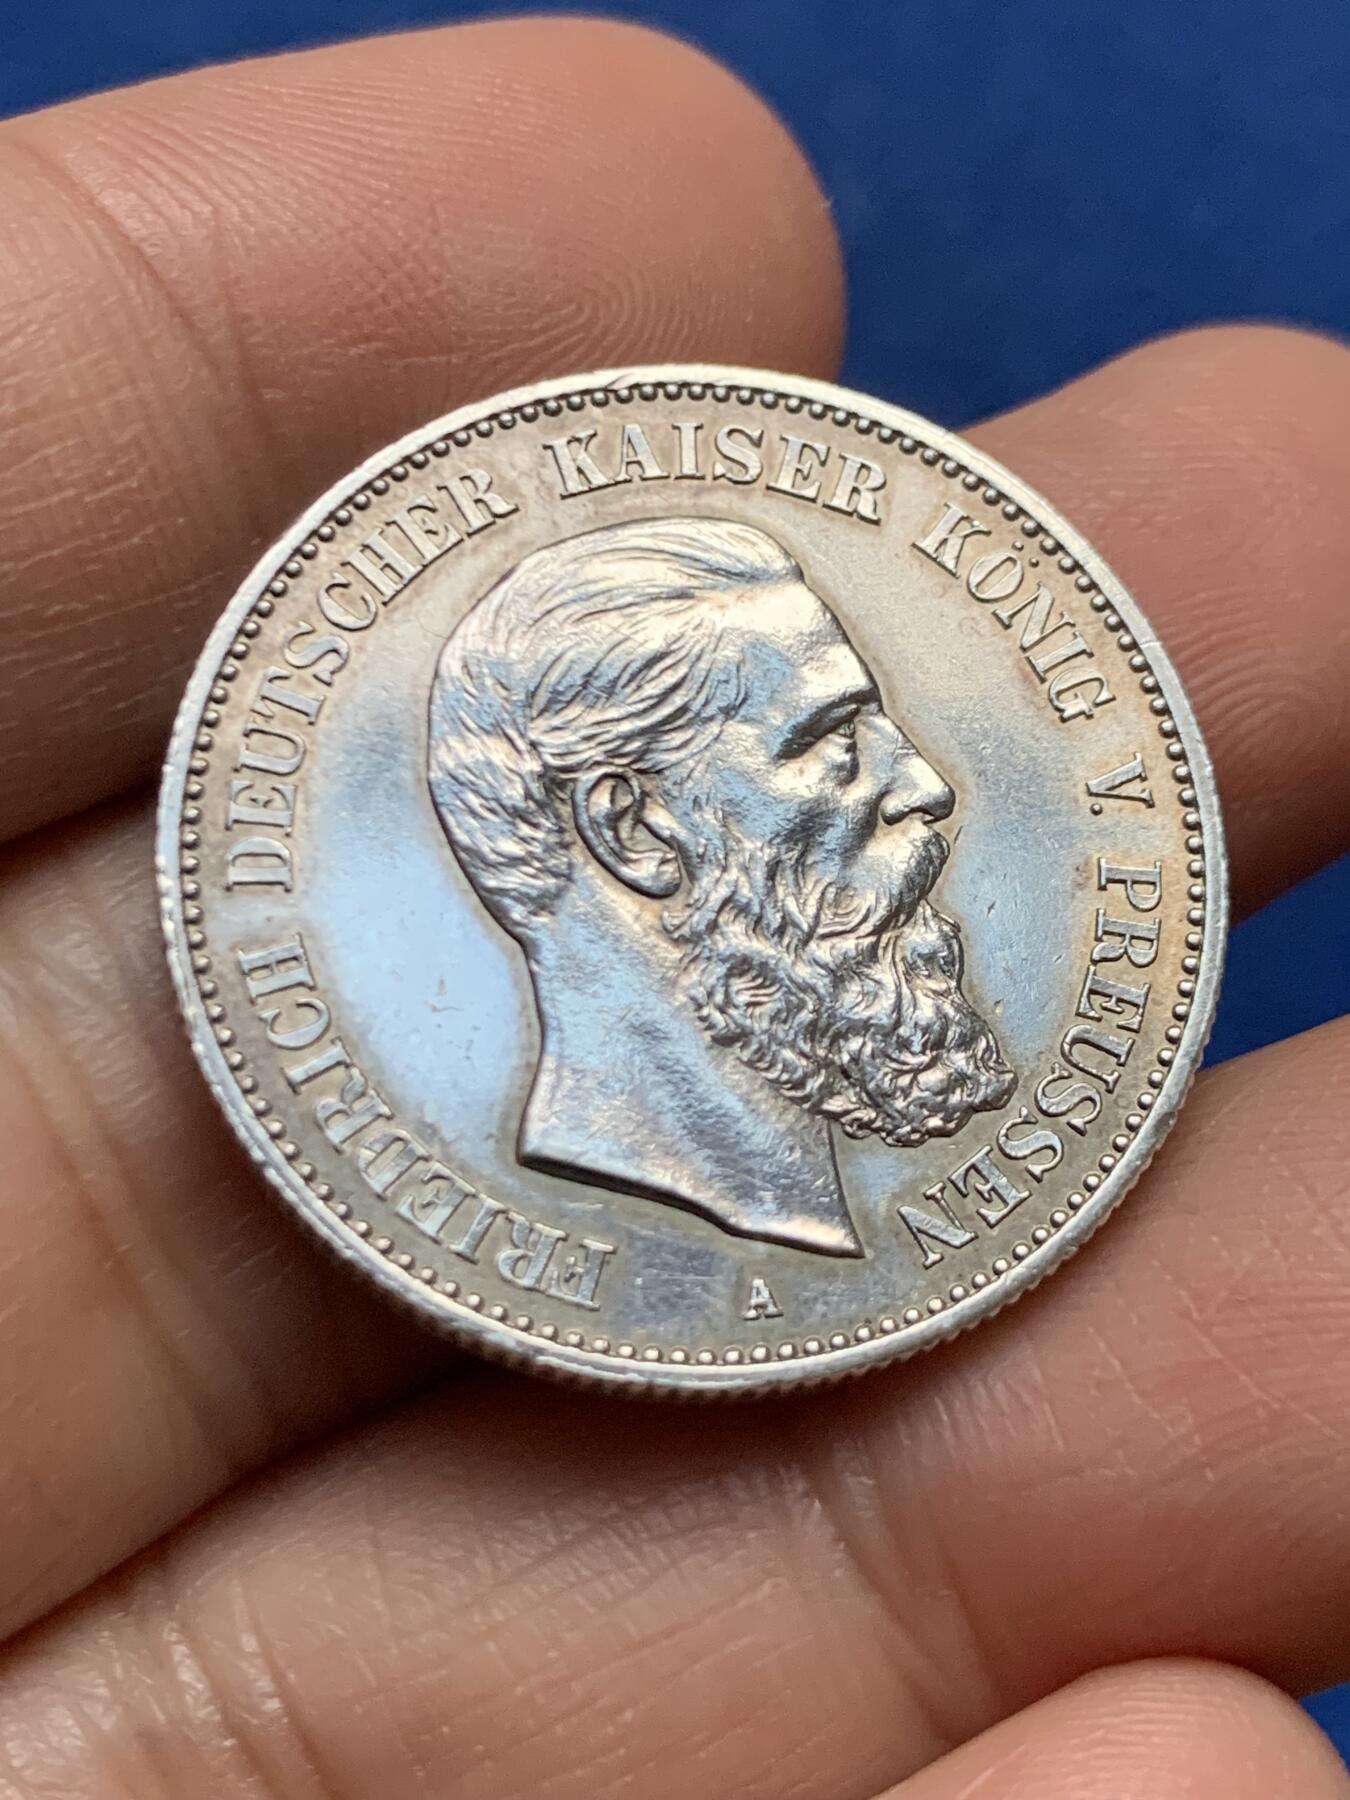 FRIEDRICH DEUTSCHER KAISER KÖNIG V. PREUSSEN
A